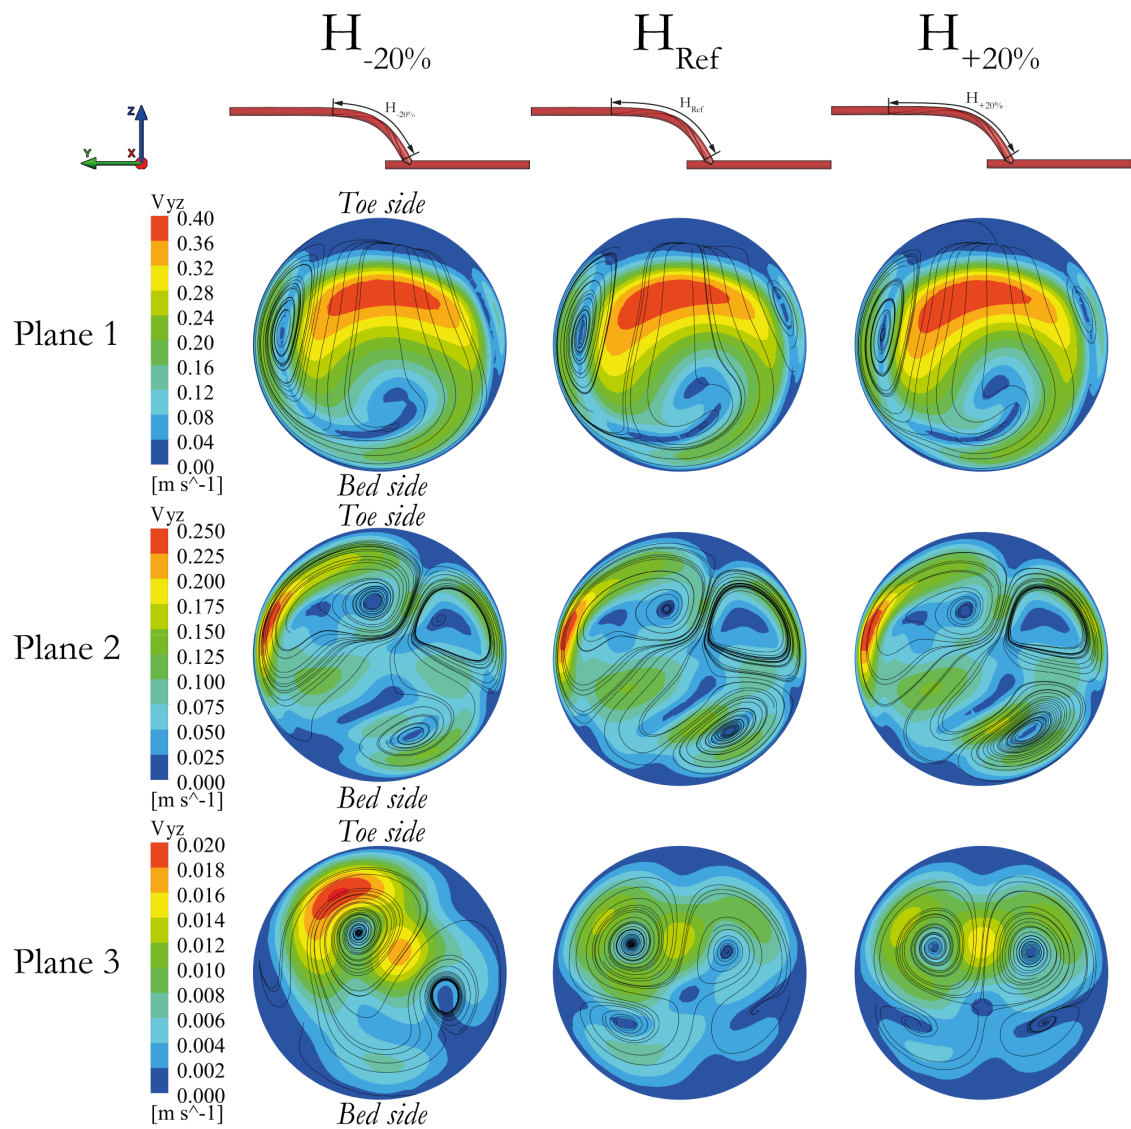 H-20% HRef H+20%
H-20% HRef H+20%
Z
Y X
Vyz
Toe side
0.40
0.36
0.32
0.28
0.24
Plane 1
0.20
0.16
0.12
0.08
0.04
0.00
[m s^-1]
Bed side
Vyz
Toe side
0.250
0.225
0.200
0.175
0.150
Plane 2
0.125
0.100
0.075
0.050
0.025
0.000
[m s^-1]
Bed side
Vyz
Toe side
0.020
0.018
0.016
0.014
0.012
Plane 3
0.010
0.008
0.006
0.004
0.002
0.000
[m s^-1]
Bed side